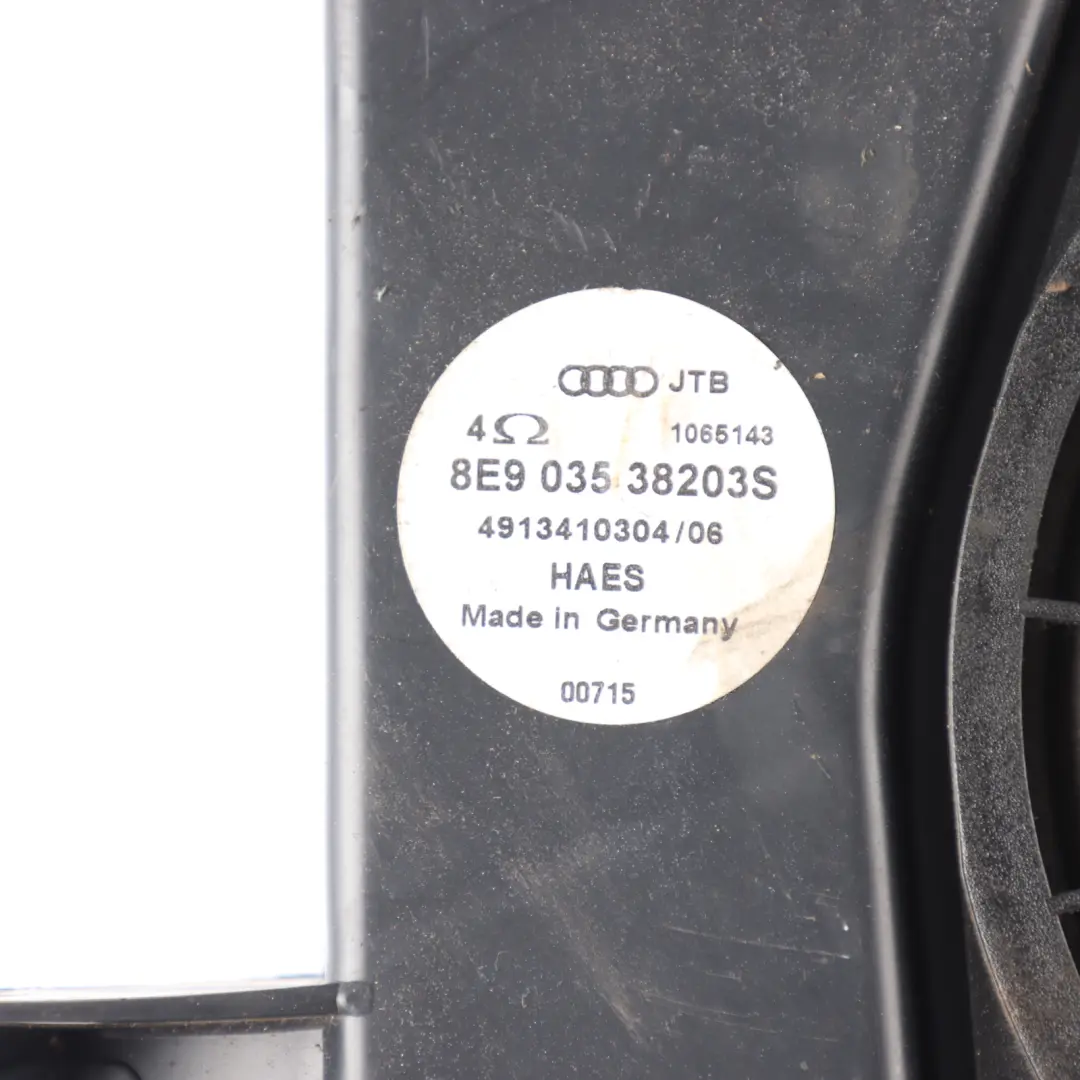 JTB
4Ω 1065143
8E9 035 38203S
4913410304/06
HAES
Made in Germany
00715